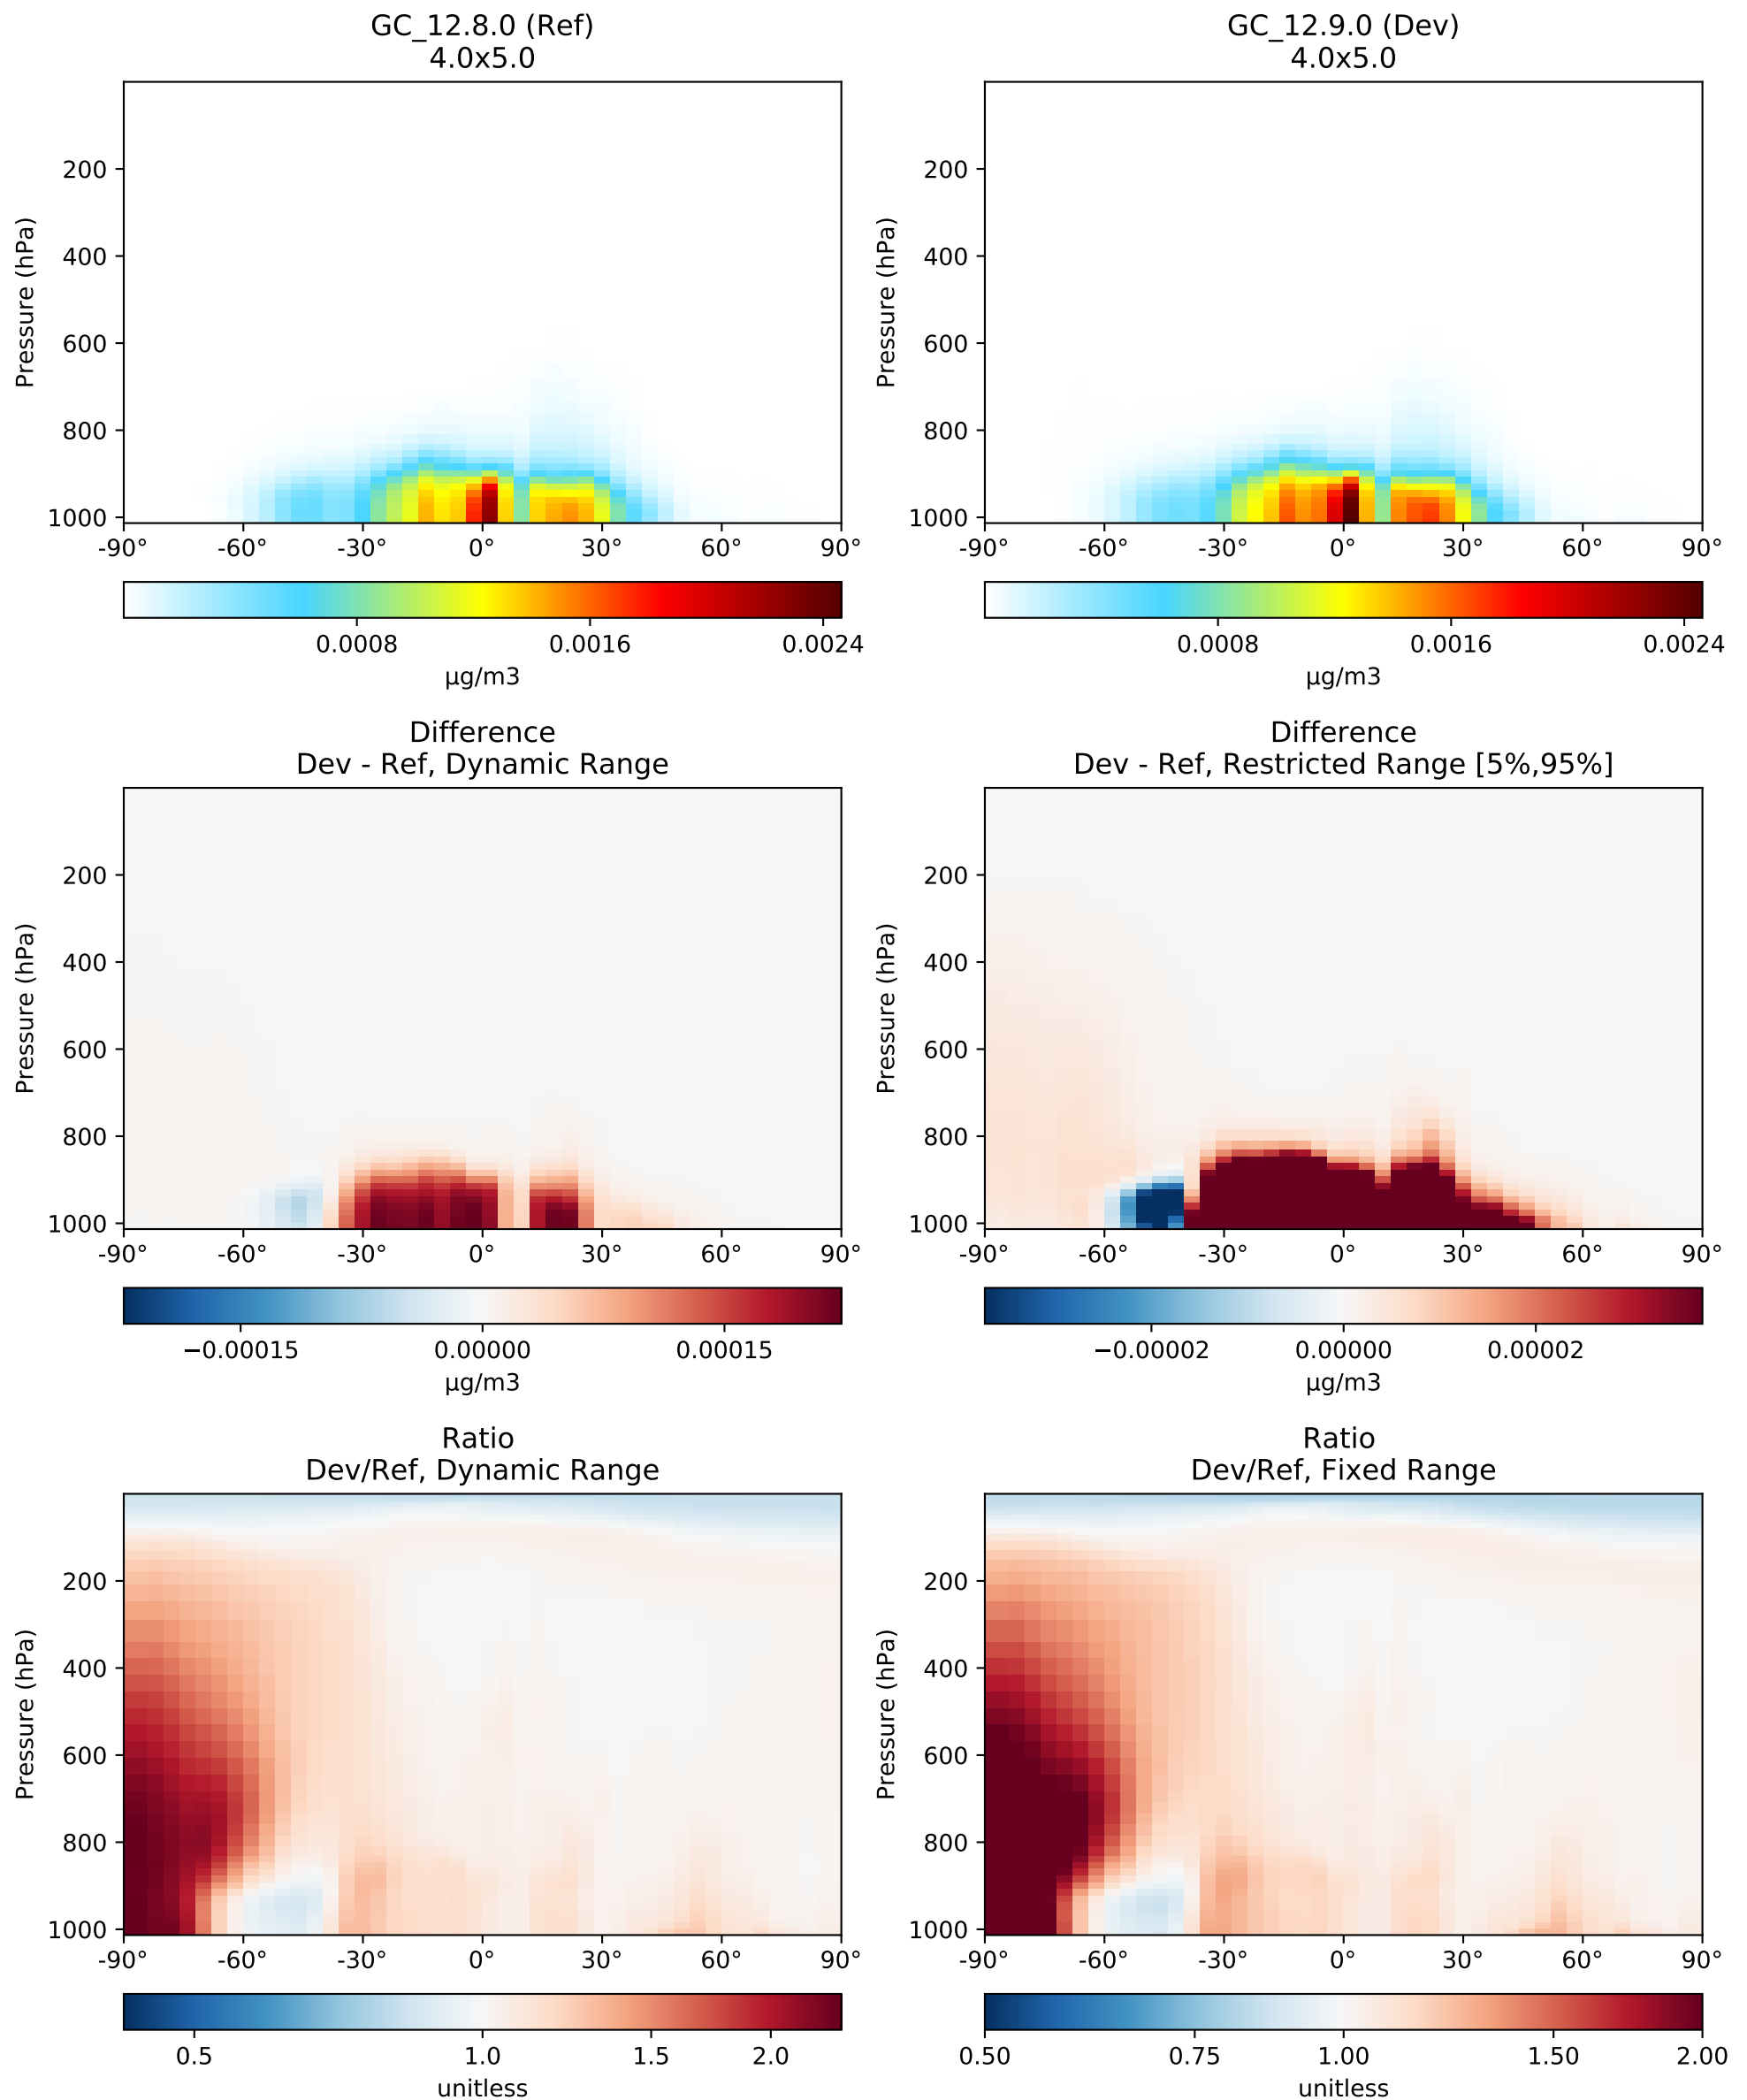 GC_12.8.0 (Ref)
4.0x5.0
GC_12.9.0 (Dev)
4.0x5.0
Pressure (hPa)
200
400
600
800
1000
-90° -60° -30° 0° 30° 60° 90°
0.0008 0.0016 0.0024
μg/m3
Pressure (hPa)
200
400
600
800
1000
-90° -60° -30° 0° 30° 60° 90°
0.0008 0.0016 0.0024
μg/m3
Difference
Dev - Ref, Dynamic Range
Difference
Dev - Ref, Restricted Range [5%,95%]
Pressure (hPa)
200
400
600
800
1000
-90° -60° -30° 0° 30° 60° 90°
−0.00015 0.00000 0.00015
μg/m3
Pressure (hPa)
200
400
600
800
1000
-90° -60° -30° 0° 30° 60° 90°
−0.00002 0.00000 0.00002
μg/m3
Ratio
Dev/Ref, Dynamic Range
Ratio
Dev/Ref, Fixed Range
Pressure (hPa)
200
400
600
800
1000
-90° -60° -30° 0° 30° 60° 90°
0.5 1.0 1.5 2.0
unitless
Pressure (hPa)
200
400
600
800
1000
-90° -60° -30° 0° 30° 60° 90°
0.50 0.75 1.00 1.50 2.00
unitless